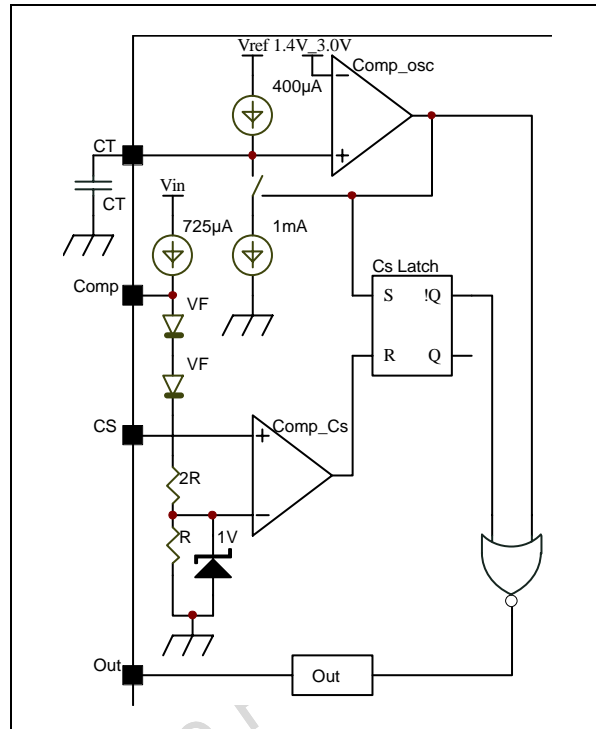 Vref 1.4V_3.0V
Comp_osc
400µA
CT
CT
Vin
725µA
1mA
Cs Latch
Comp
VF
S
!Q
VF
R
Q
CS
Comp_Cs
2R
R
1V
Out
Out